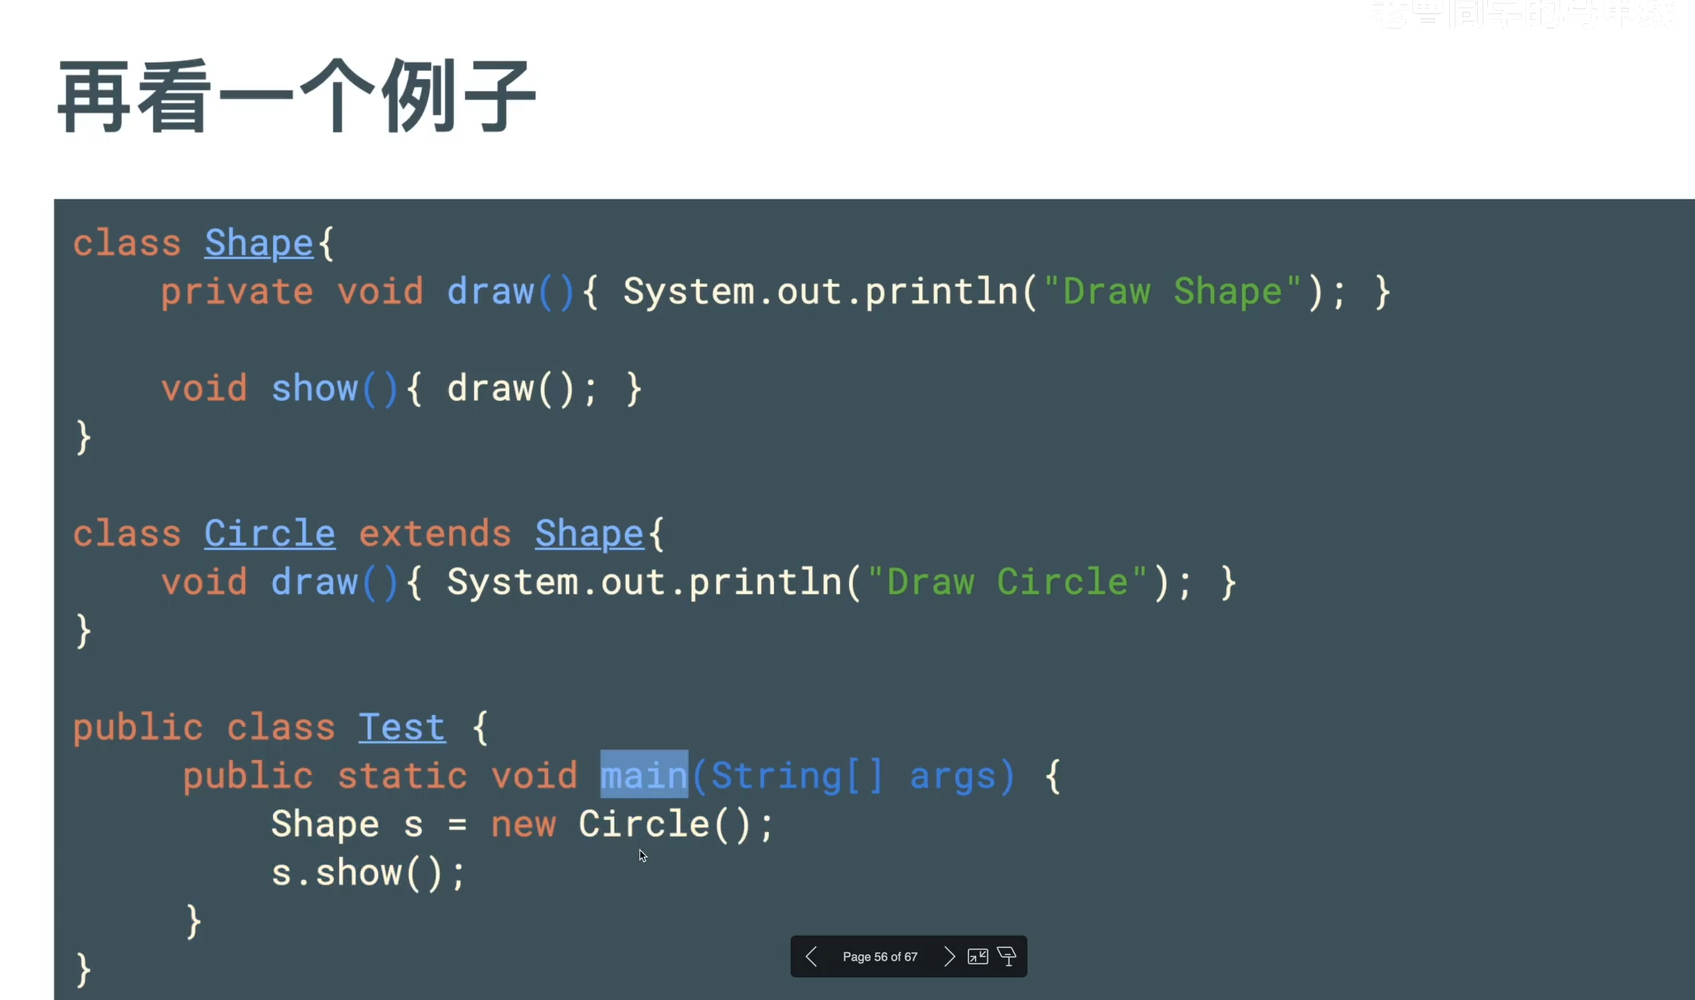 再看一个例子
class Shape{
private void draw(){ System.out.println("Draw Shape"); }
void show(){ draw(); }
}
class Circle extends Shape{
void draw(){ System.out.println("Draw Circle"); }
}
public class Test {
public static void main(String[] args) {
Shape s = new Circle();
s.show();
}
}
Page 56 of 67